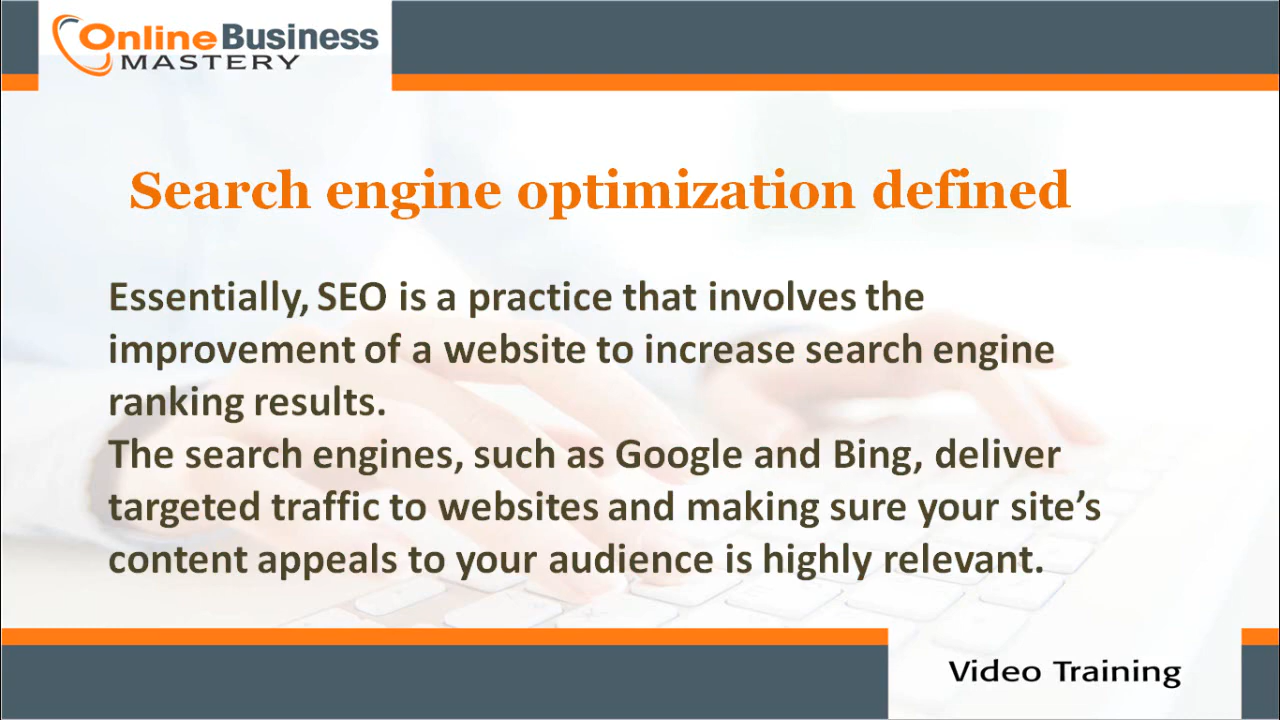 Online Business
MASTERY
Search engine optimization defined
Essentially, SEO is a practice that involves the
improvement of a website to increase search engine
ranking results.
The search engines, such as Google and Bing, deliver
targeted traffic to websites and making sure your site’s
content appeals to your audience is highly relevant.
Video Training